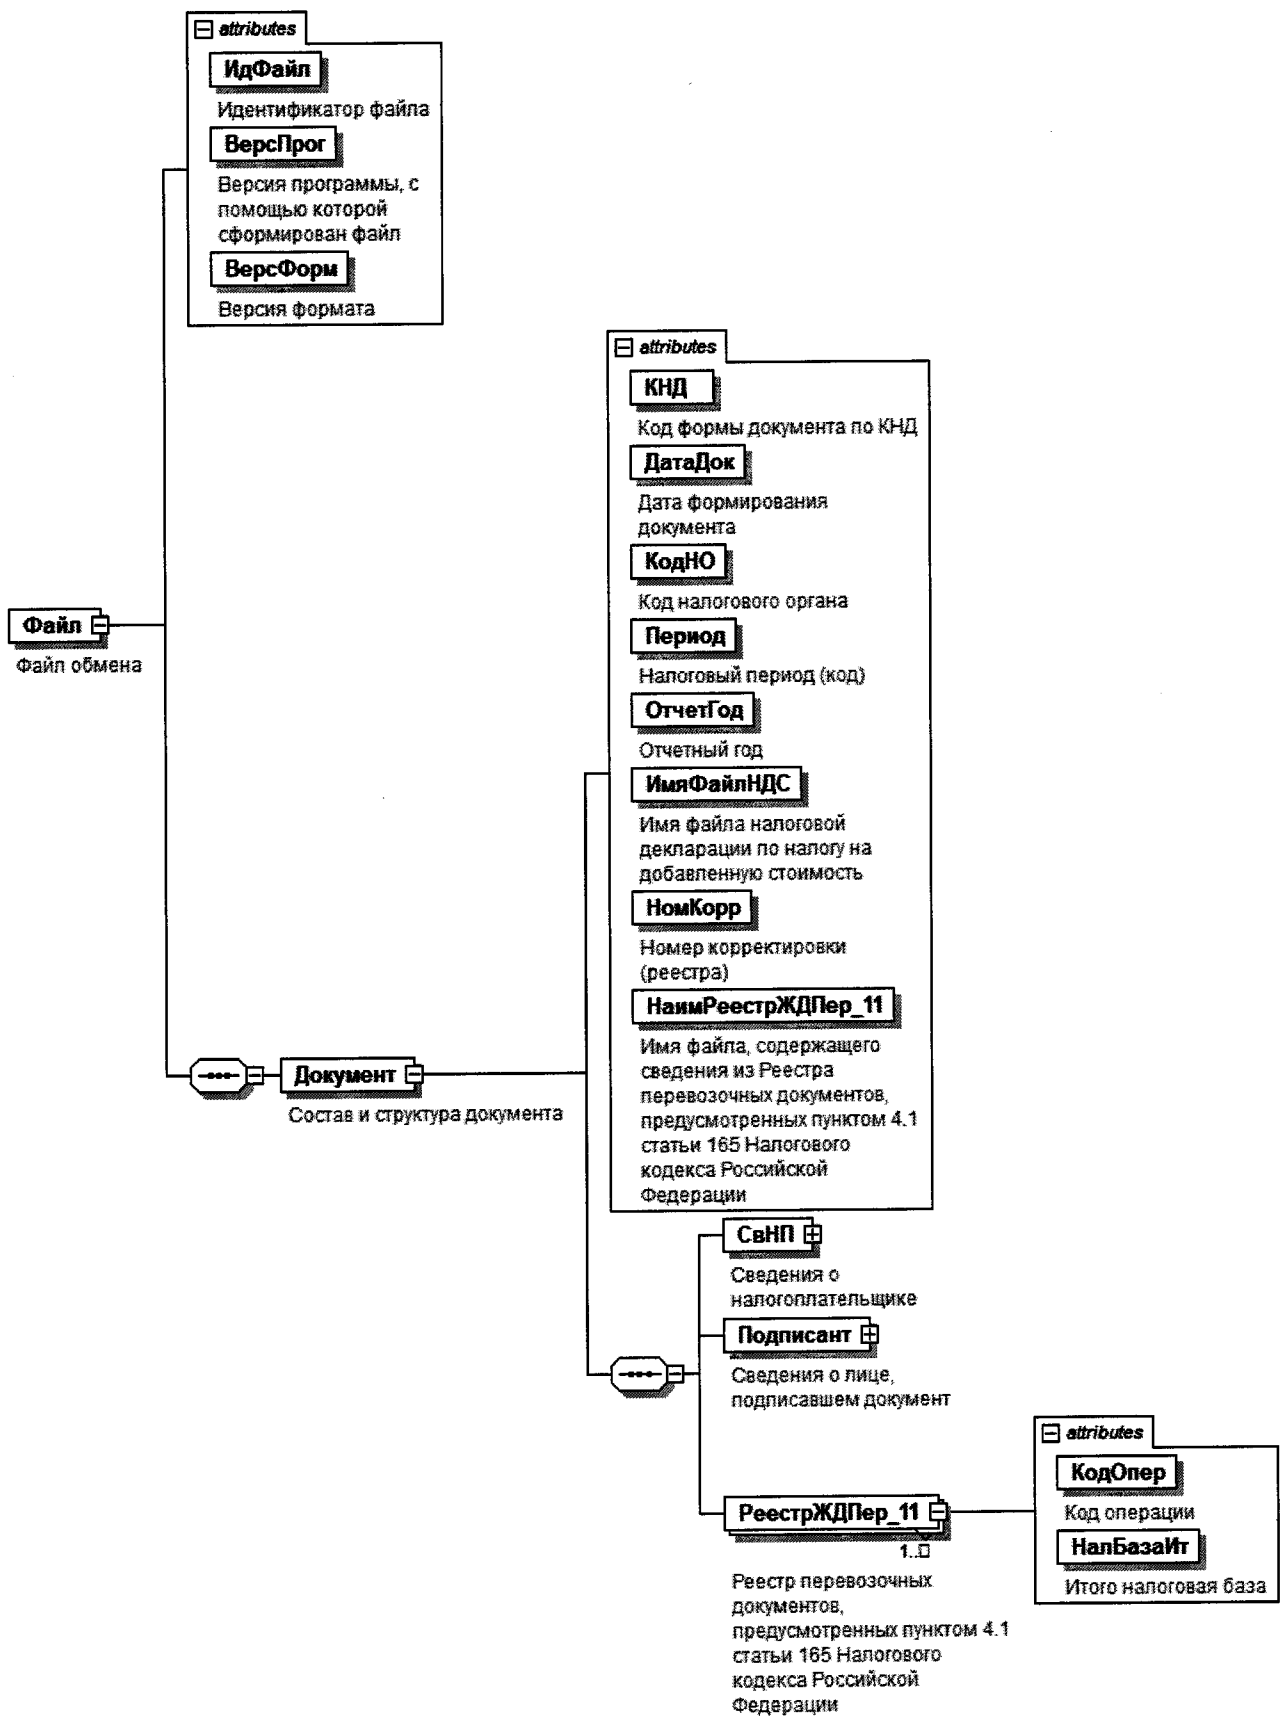 attributes
ИдФайл
Идентификатор файла
ВерсПрог
Версия программы, с
помощью которой
сформирован файл
ВерсФорм
Версия формата
attributes
КНД
Код формы документа по КНД
ДатаДок
Дата формирования
документа
КодНО
Код налогового органа
Период
Налоговый период (код)
ОтчетГод
Отчетный год
ИмяФайлНДС
Имя файла налоговой
декларации по налогу на
добавленную стоимость
НомКорр
Номер корректировки
(реестра)
НаимРеестрЖДПер_11
Имя файла, содержащего
сведения из Реестра
перевозочных документов,
предусмотренных пунктом 4.1
статьи 165 Налогового
кодекса Российской
Федерации
Файл
Файл обмена
Документ
Состав и структура документа
СвНП
Сведения о
налогоплательщике
Подписант
Сведения о лице,
подписавшем документ
РеестрЖДПер_11
1..□
Реестр перевозочных
документов,
предусмотренных пунктом 4.1
статьи 165 Налогового
кодекса Российской
Федерации
attributes
КодОпер
Код операции
НалБазаИт
Итого налоговая база